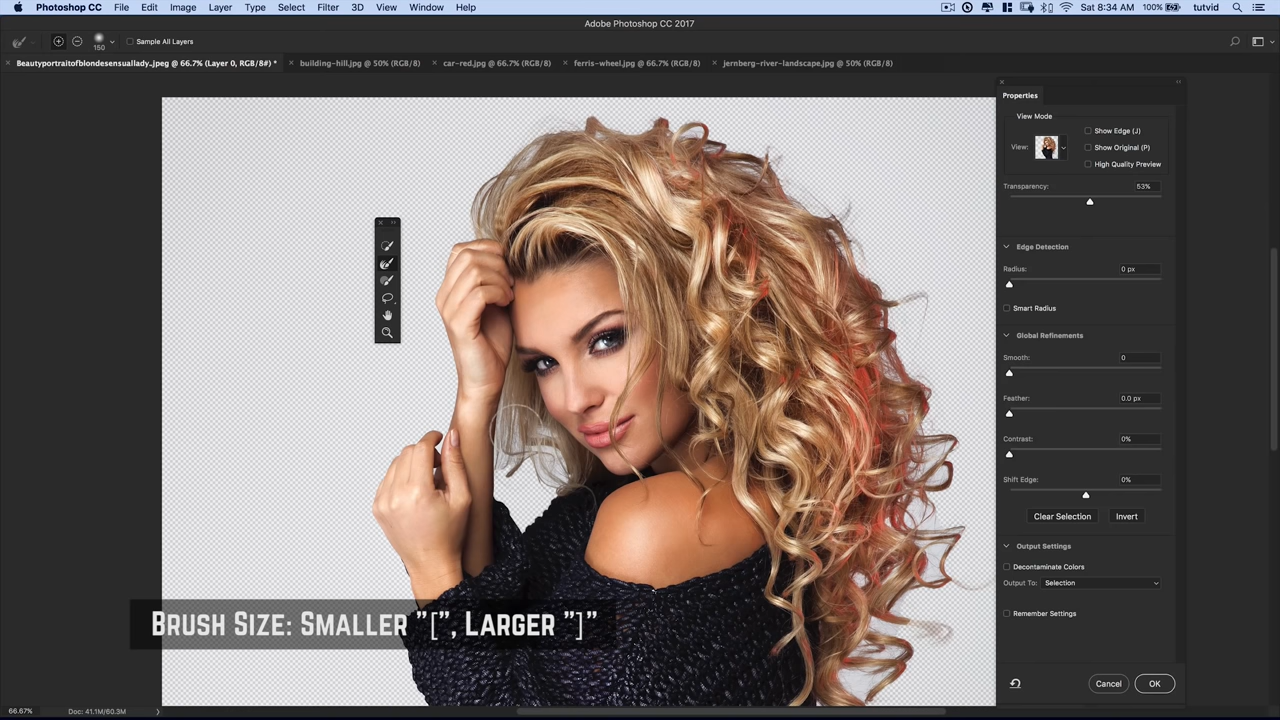 Photoshop CC File Edit Image Layer Type Select Filter 3D View Window Help 100% Sat 8:34 AM tutvid
Adobe Photoshop CC 2017
150 Sample All Layers
Beautyportraitofblondesensuallady.jpeg @ 66.7% (Layer 0, RGB/8#) * building-hill.jpg @ 50% (RGB/8) car-red.jpg @ 66.7% (RGB/8) ferris-wheel.jpg @ 66.7% (RGB/8) jernberg-river-landscape.jpg @ 50% (RGB/8)
Properties
View Mode
Show Edge (J)
View: Show Original (P)
High Quality Preview
Transparency: 53%
Edge Detection
Radius: 0 px
Smart Radius
Global Refinements
Smooth: 0
Feather: 0.0 px
Contrast: 0%
Shift Edge: 0%
Clear Selection Invert
Output Settings
Decontaminate Colors
Output To: Selection
Remember Settings
Brush Size: Smaller "[", Larger "]"
Cancel OK
66.67% Doc: 41.1M/60.3M